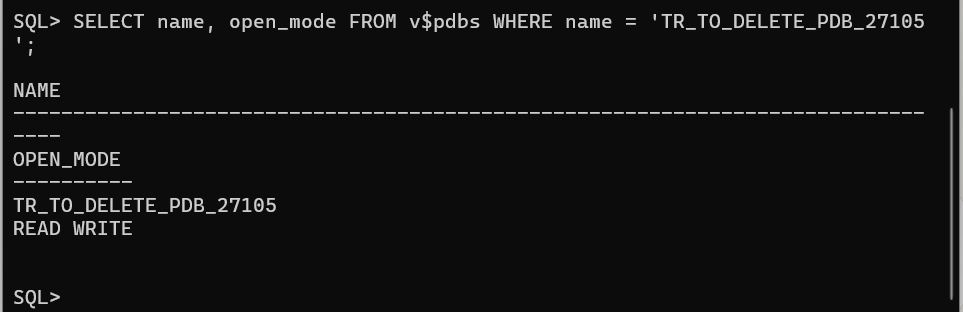 SQL> SELECT name, open_mode FROM v$pdbs WHERE name = 'TR_TO_DELETE_PDB_27105
';
NAME
----------------------------------------------------------------------------
----
OPEN_MODE
----------
TR_TO_DELETE_PDB_27105
READ WRITE
SQL>